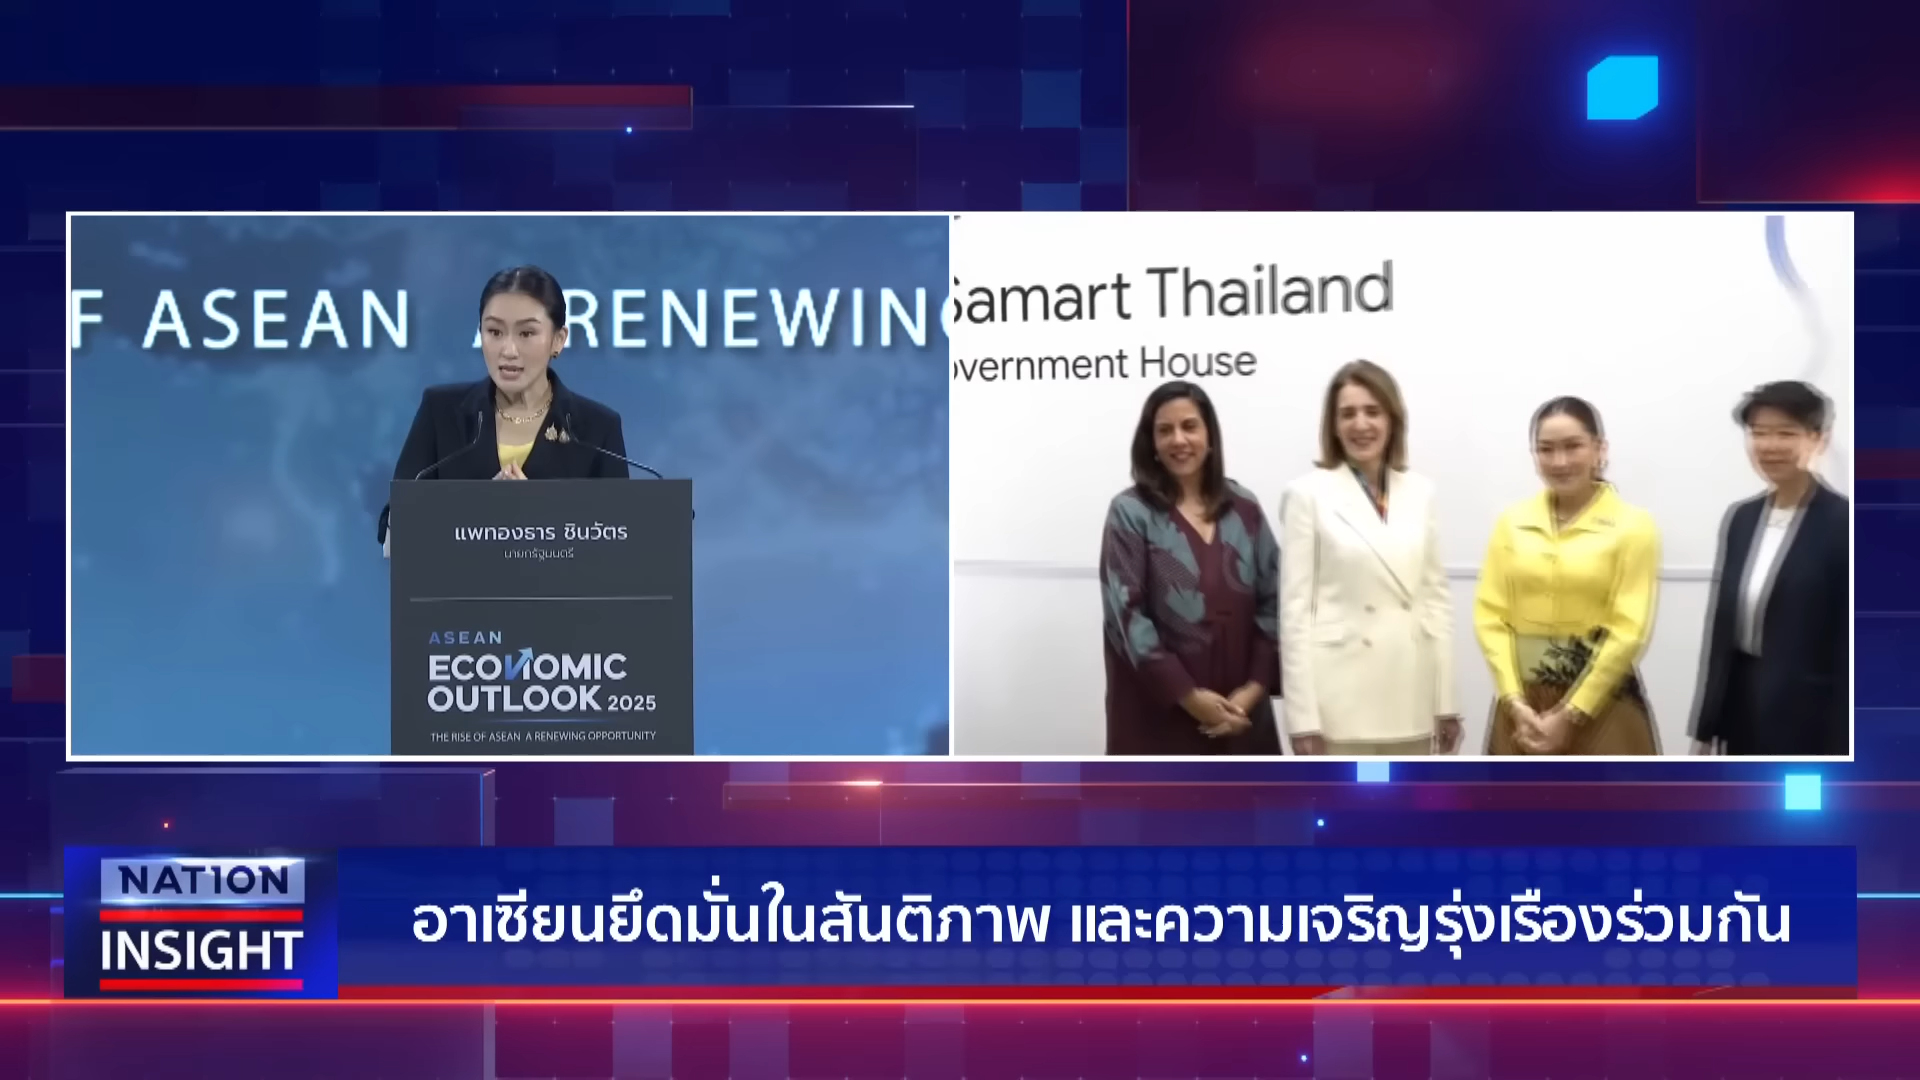 F ASEAN A RENEWING
แพทองธาร ชินวัตร
นายกรัฐมนตรี
ASEAN
ECONOMIC
OUTLOOK 2025
THE RISE OF ASEAN A RENEWING OPPORTUNITY
Samart Thailand
overnment House
NATION
INSIGHT
อาเซียนยึดมั่นในสันติภาพ และความเจริญรุ่งเรืองร่วมกัน